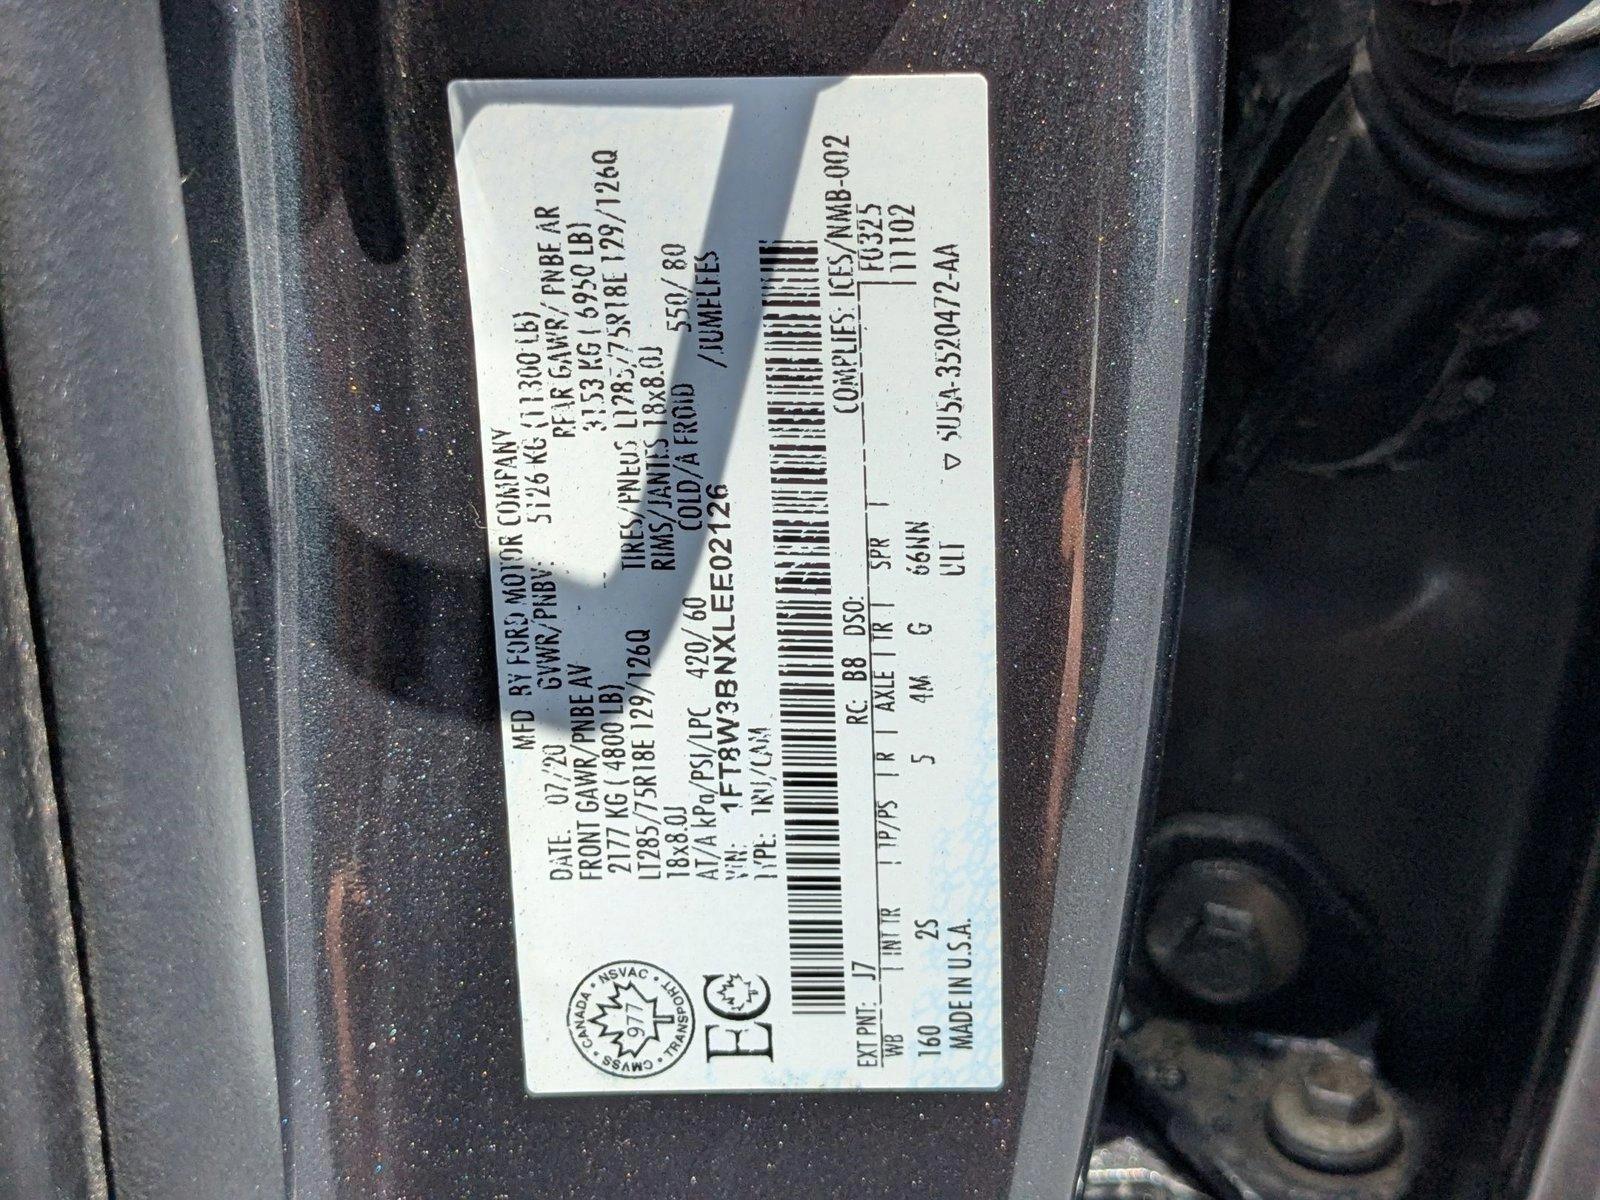 MFD BY FORD MOTOR COMPANY
DATE: 07/20 GVWR/PNBV: 5126 KG (11300 LB)
FRONT GAWR/PNBE AV REAR GAWR/PNBE AR
2177 KG (4800 LB) 3153 KG (6950 LB)
LT285/75R18E 129/126Q TIRES/PNEUS LT285/75R18E 129/126Q
18x8.0J RIMS/JANTES 18x8.0J
AT/A kPa/PSI/LPC 420/60 COLD/A FROID 550/80
VIN: 1FT8W3BNXLEE02126 /JUMELEES
TYPE: TRU/CAM
CMVSS • CANADA • NSVAC • TRANSPORT •
977
EC
COMPLIES: ICES/NMB-002
EXT PNT: J7 RC: B8 DSO: FU325
WB INT TR TP/PS R AXLE TR SPR 11102
160 2S 5 4M G 66NN
MADE IN U.S.A. ULT ▽ 5U5A-3520472-AA